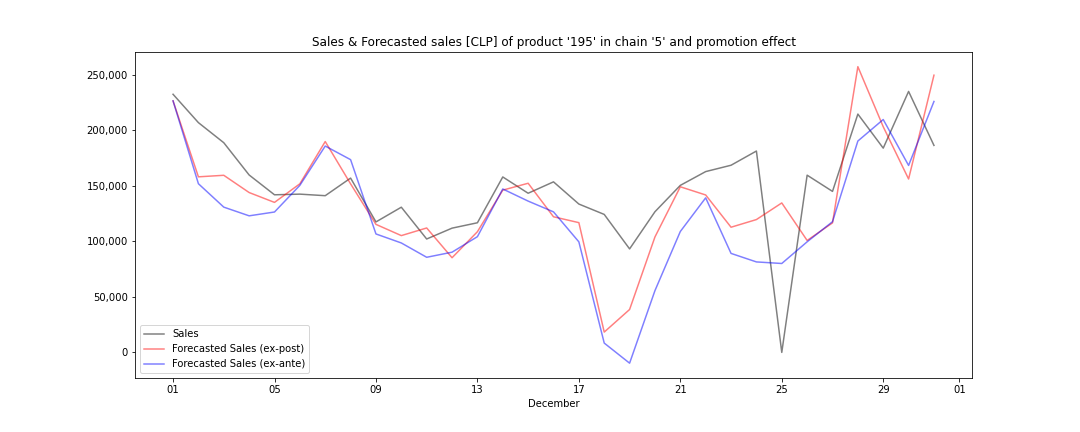 Sales & Forecasted sales [CLP] of product '195' in chain '5' and promotion effect
250,000
200,000
150,000
100,000
50,000
0
Sales
Forecasted Sales (ex-post)
Forecasted Sales (ex-ante)
01 05 09 13 17 21 25 29 01
December